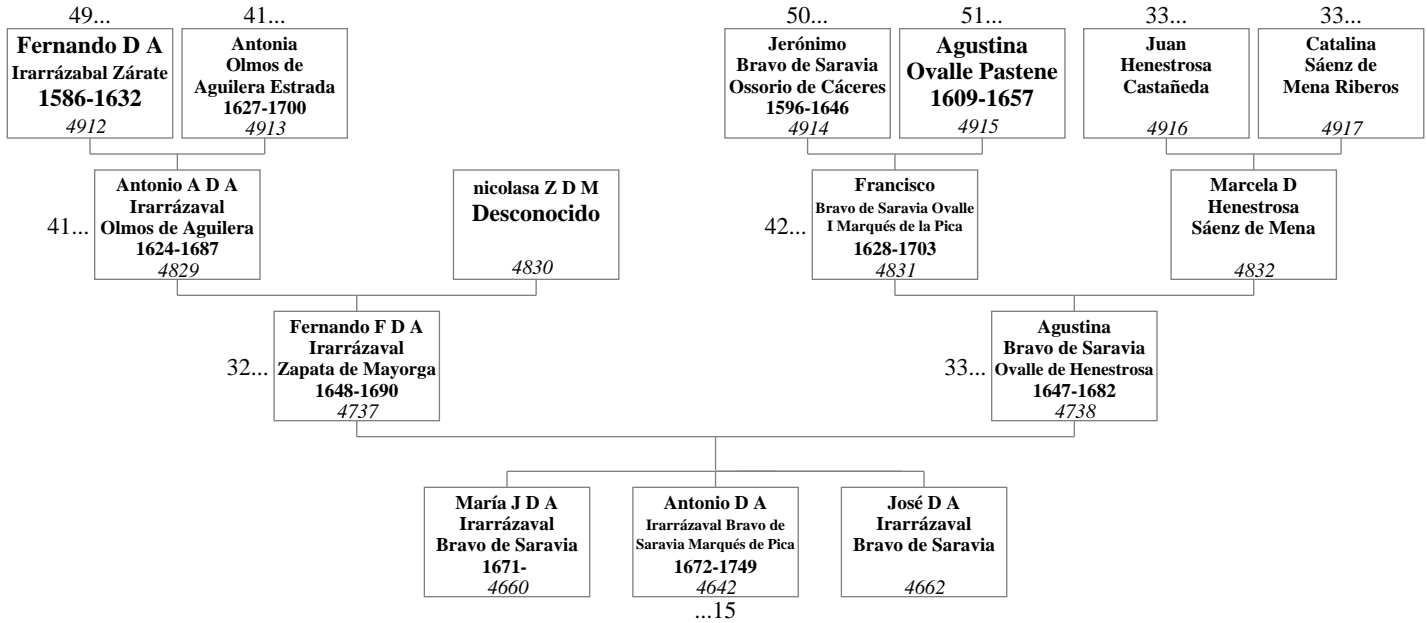 49...
41...
50...
51...
33...
33...
Fernando D A
Irarrázabal Zárate
1586-1632
4912
Antonia
Olmos de
Aguilera Estrada
1627-1700
4913
Jerónimo
Bravo de Saravia
Ossorio de Cáceres
1596-1646
4914
Agustina
Ovalle Pastene
1609-1657
4915
Juan
Henestrosa
Castañeda
4916
Catalina
Sáenz de
Mena Riberos
4917
41...
Antonio A D A
Irarrázaval
Olmos de Aguilera
1624-1687
4829
nicolasa Z D M
Desconocido
4830
42...
Francisco
Bravo de Saravia Ovalle
I Marqués de la Pica
1628-1703
4831
Marcela D
Henestrosa
Sáenz de Mena
4832
32...
Fernando F D A
Irarrázaval
Zapata de Mayorga
1648-1690
4737
33...
Agustina
Bravo de Saravia
Ovalle de Henestrosa
1647-1682
4738
María J D A
Irarrázaval
Bravo de Saravia
1671-
4660
Antonio D A
Irarrázaval Bravo de
Saravia Marqués de Pica
1672-1749
4642
José D A
Irarrázaval
Bravo de Saravia
4662
...15